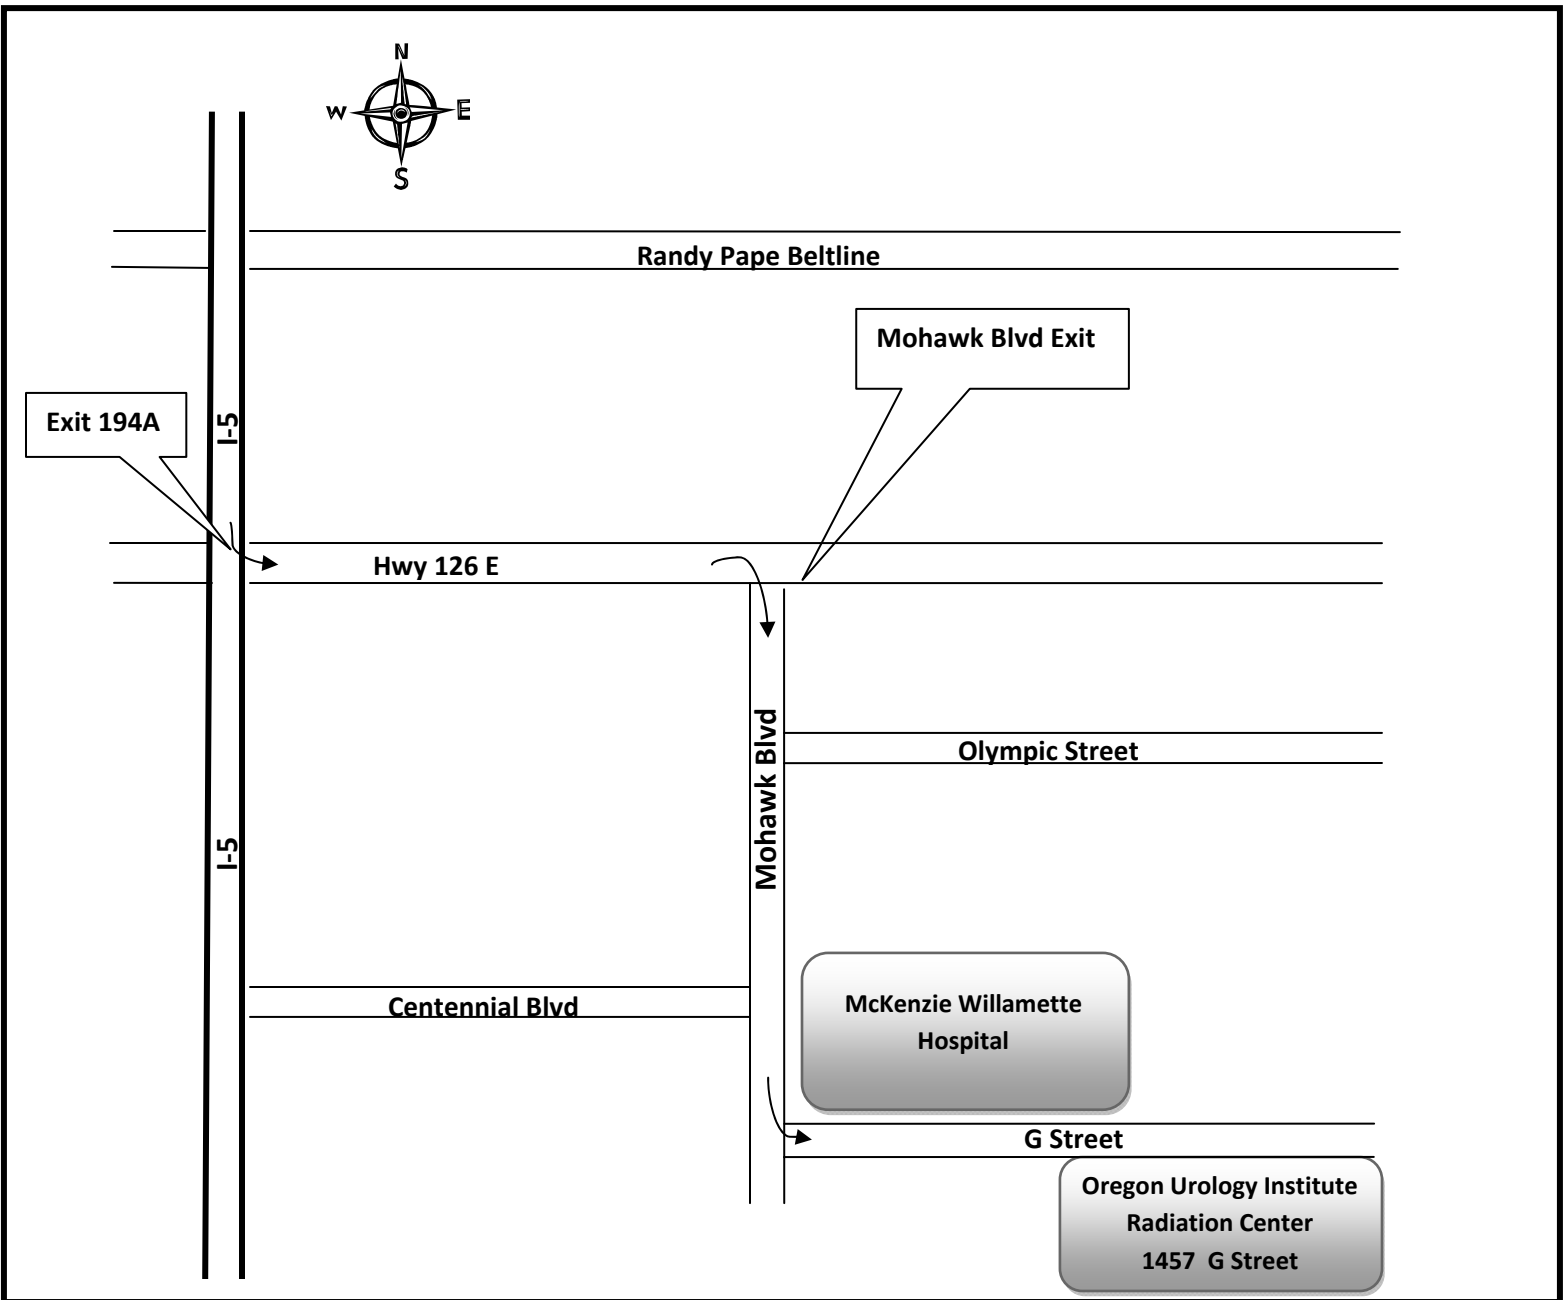 N
W
E
S
Randy Pape Beltline
Mohawk Blvd Exit
Exit 194A
I-5
Hwy 126 E
Mohawk Blvd
Olympic Street
I-5
Centennial Blvd
McKenzie Willamette
Hospital
G Street
Oregon Urology Institute
Radiation Center
1457 G Street